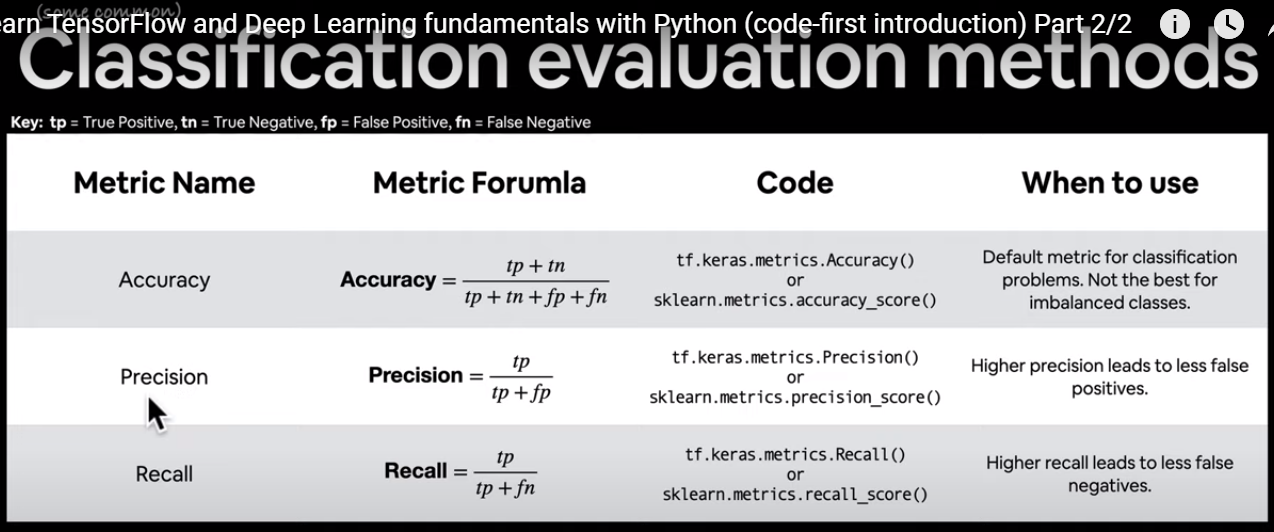 (some common)
earn TensorFlow and Deep Learning fundamentals with Python (code-first introduction) Part 2/2
Classification evaluation methods
Key: tp = True Positive, tn = True Negative, fp = False Positive, fn = False Negative
Metric Name Metric Forumla Code When to use
Accuracy
Accuracy = tp + tn / tp + tn + fp + fn
tf.keras.metrics.Accuracy()
or
sklearn.metrics.accuracy_score()
Default metric for classification
problems. Not the best for
imbalanced classes.
Precision
Precision = tp / tp + fp
tf.keras.metrics.Precision()
or
sklearn.metrics.precision_score()
Higher precision leads to less false
positives.
Recall
Recall = tp / tp + fn
tf.keras.metrics.Recall()
or
sklearn.metrics.recall_score()
Higher recall leads to less false
negatives.